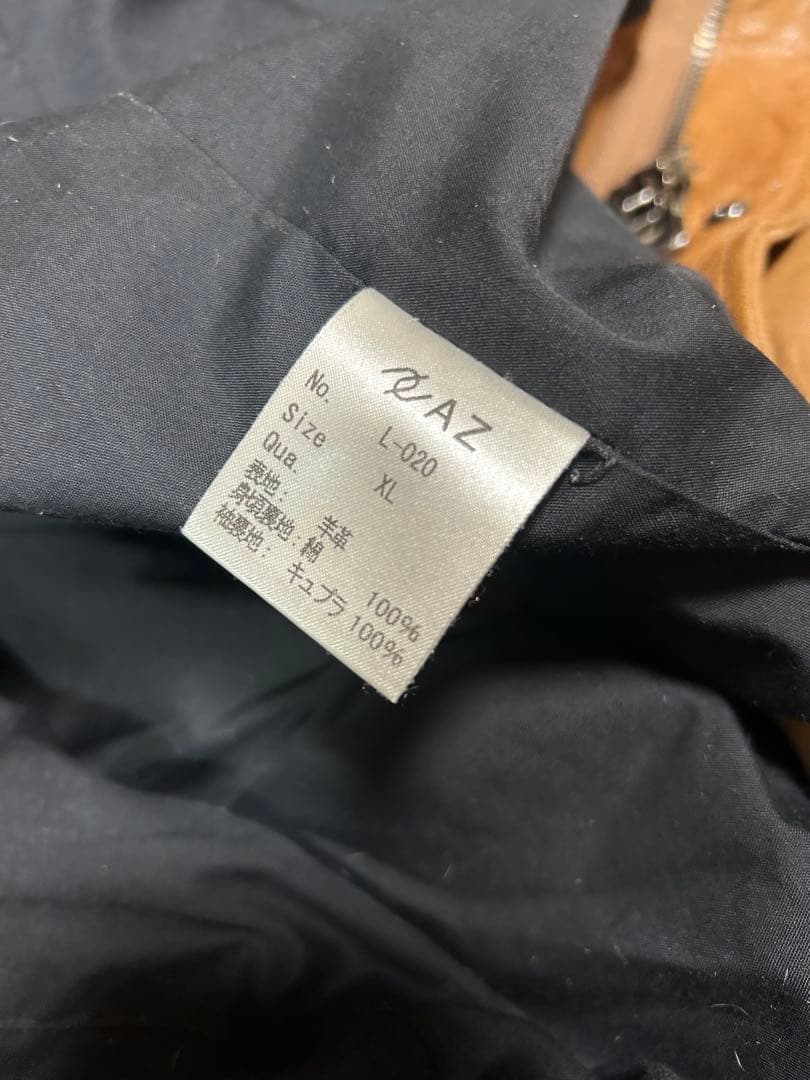 AZ
No. L-020
Size XL
Qua.
表地: 羊革
身頃裏地:綿 100%
袖裏地: キュプラ 100%